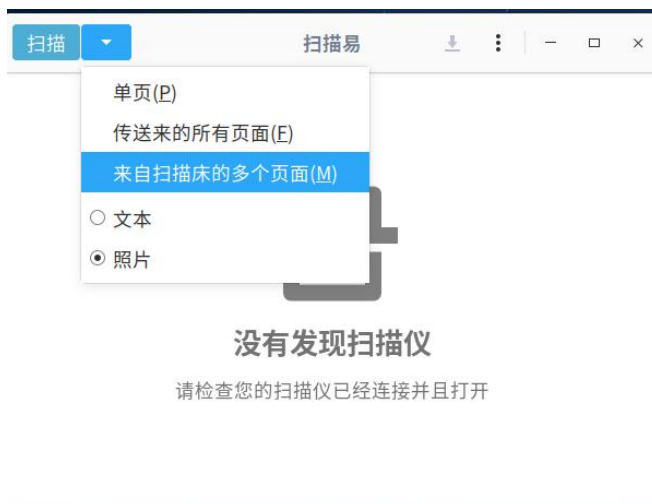 扫描
扫描易
单页(P)
传送来的所有页面(F)
来自扫描床的多个页面(M)
文本
照片
没有发现扫描仪
请检查您的扫描仪已经连接并且打开